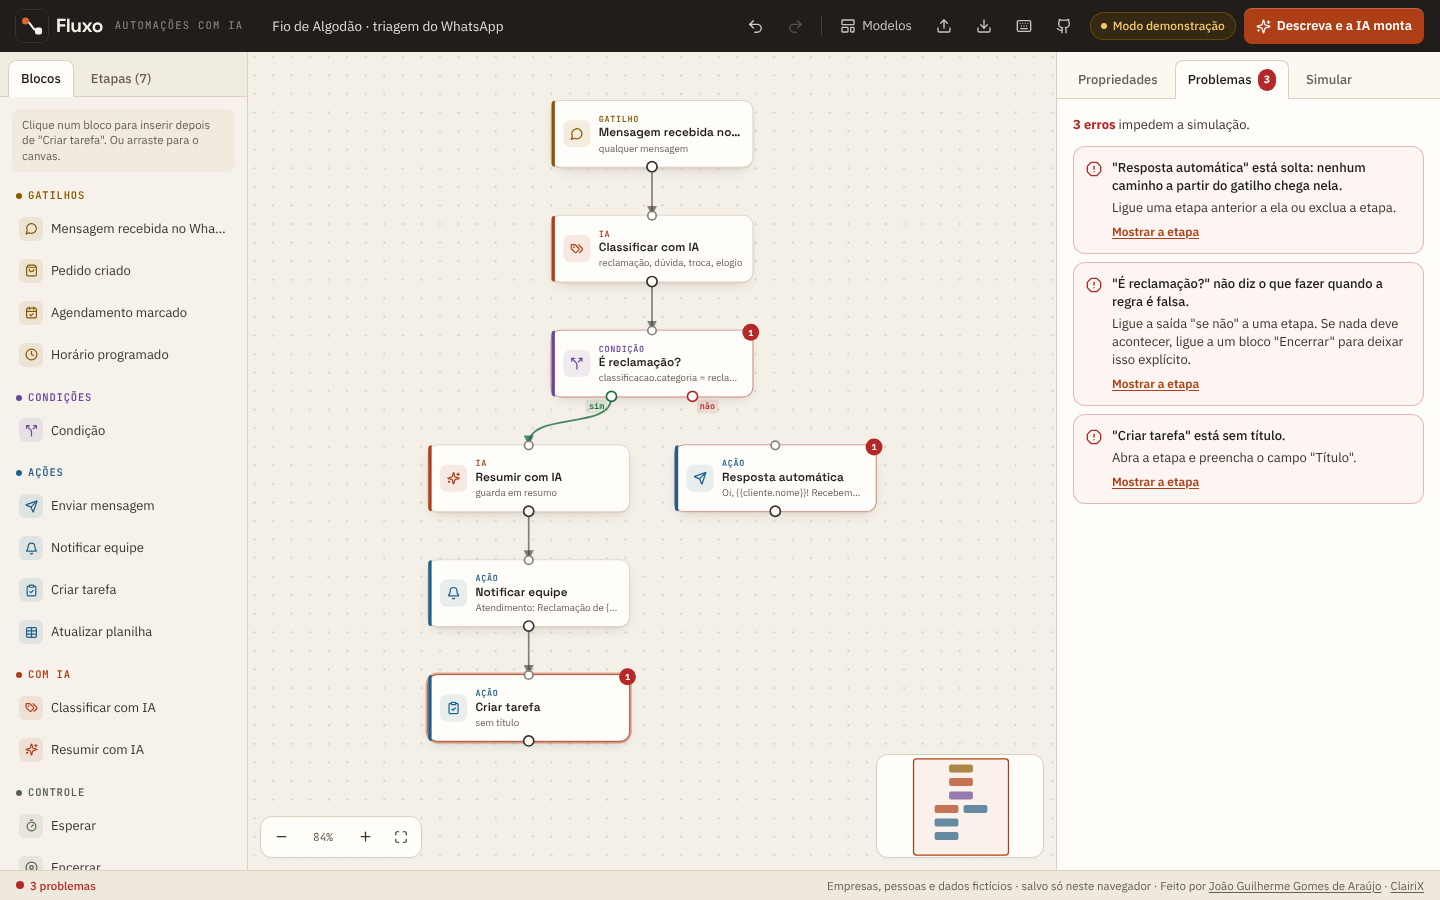 Fluxo
AUTOMAÇÕES COM IA
Fio de Algodão · triagem do WhatsApp
Modelos
Modo demonstração
Descreva e a IA monta
Blocos
Etapas (7)
Clique num bloco para inserir depois
de "Criar tarefa". Ou arraste para o
canvas.
GATILHOS
Mensagem recebida no Wha...
Pedido criado
Agendamento marcado
Horário programado
CONDIÇÕES
Condição
AÇÕES
Enviar mensagem
Notificar equipe
Criar tarefa
Atualizar planilha
COM IA
Classificar com IA
Resumir com IA
CONTROLE
Esperar
Encerrar
GATILHO
Mensagem recebida no...
qualquer mensagem
IA
Classificar com IA
reclamação, dúvida, troca, elogio
1
CONDIÇÃO
É reclamação?
classificacao.categoria = recla...
sim
não
IA
Resumir com IA
guarda em resumo
1
AÇÃO
Resposta automática
Oi, {{cliente.nome}}! Recebem...
AÇÃO
Notificar equipe
Atendimento: Reclamação de {...
1
AÇÃO
Criar tarefa
sem título
84%
Propriedades
Problemas 3
Simular
3 erros impedem a simulação.
"Resposta automática" está solta: nenhum
caminho a partir do gatilho chega nela.
Ligue uma etapa anterior a ela ou exclua a etapa.
Mostrar a etapa
"É reclamação?" não diz o que fazer quando a
regra é falsa.
Ligue a saída "se não" a uma etapa. Se nada deve
acontecer, ligue a um bloco "Encerrar" para deixar
isso explícito.
Mostrar a etapa
"Criar tarefa" está sem título.
Abra a etapa e preencha o campo "Título".
Mostrar a etapa
3 problemas
Empresas, pessoas e dados fictícios · salvo só neste navegador · Feito por João Guilherme Gomes de Araújo · ClairiX